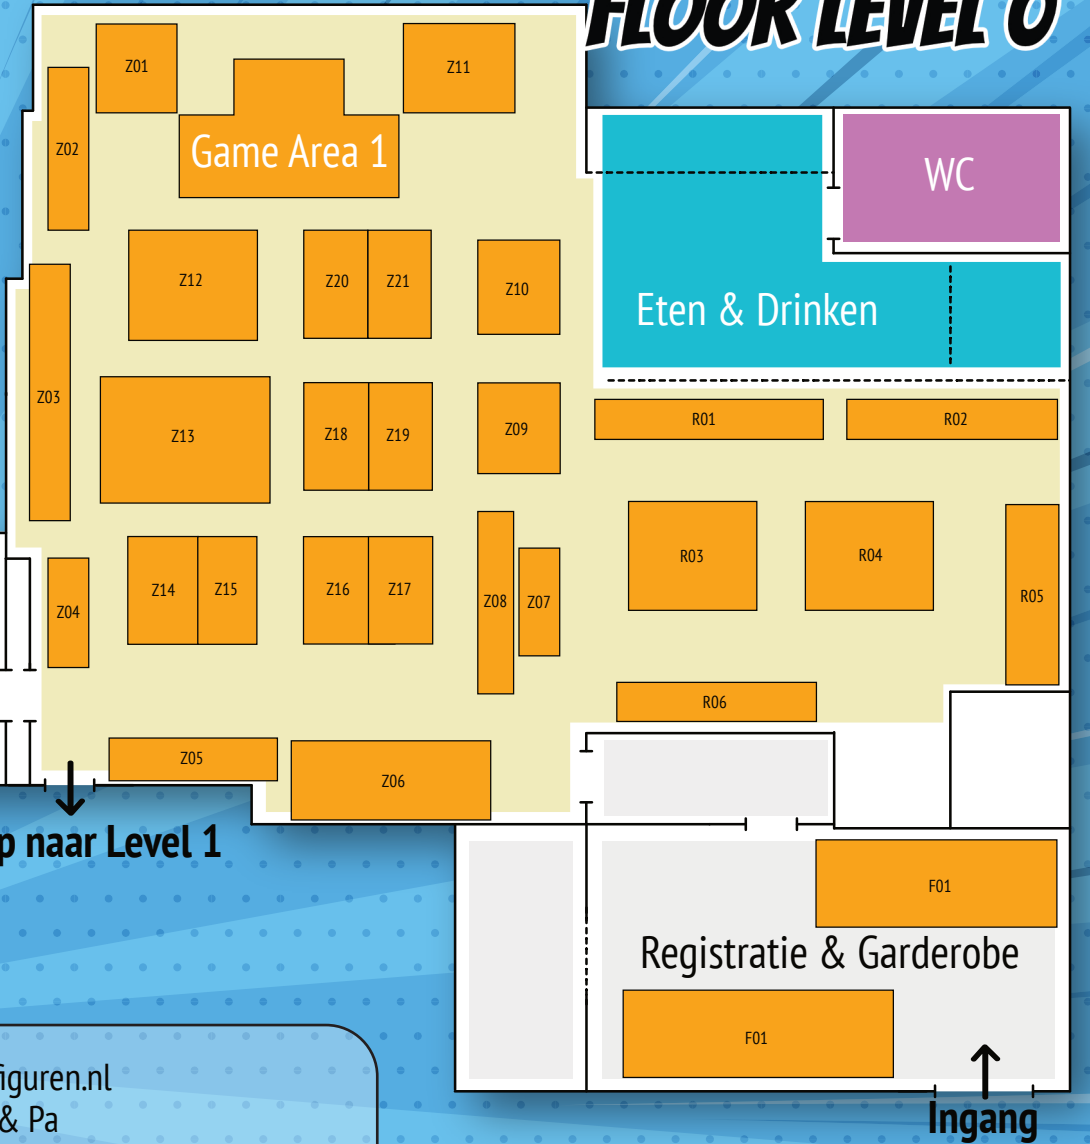 FLOOR LEVEL 0
Z01
Z11
Z02
Game Area 1
WC
Z12
Z20
Z21
Z10
Eten & Drinken
Z03
Z13
Z18
Z19
Z09
R01
R02
R03
R04
R05
Z14
Z15
Z16
Z17
Z08
Z07
Z04
R06
Z05
Z06
p naar Level 1
F01
Registratie & Garderobe
F01
Ingang
figuren.nl
& Pa